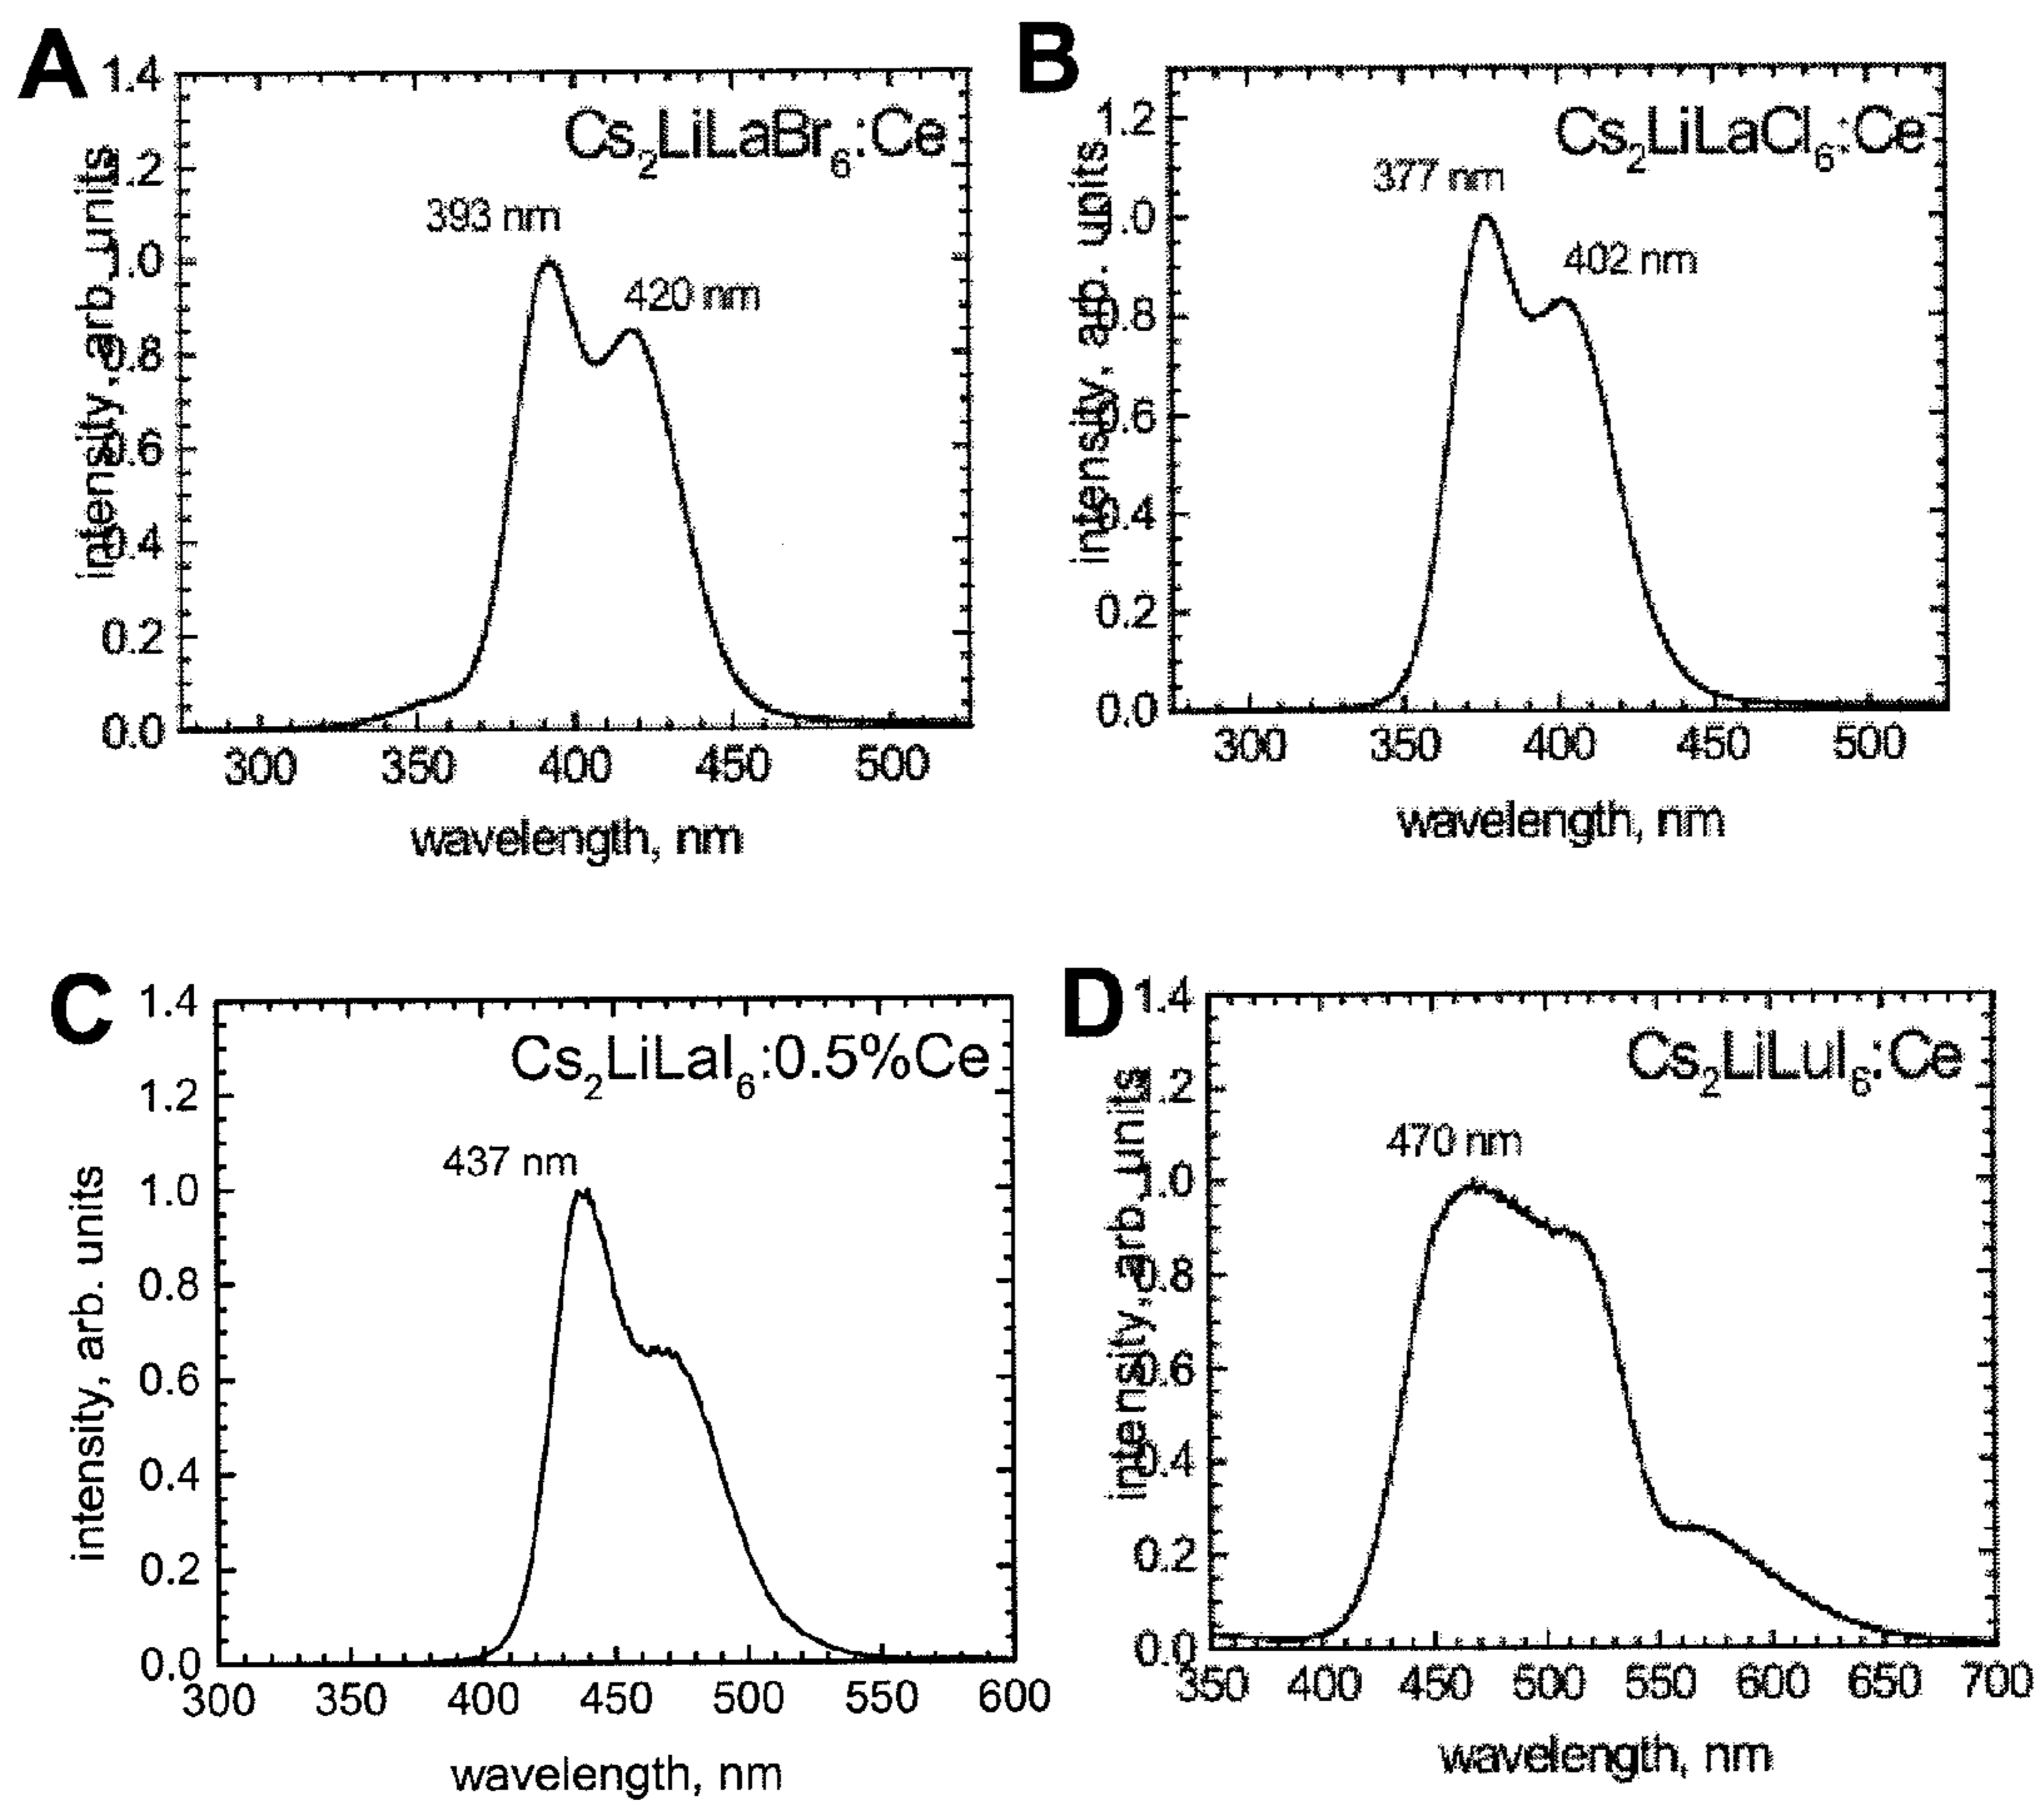 A
Cs2LiLaBr6:Ce
393 nm
420 nm
intensity, arb. units
1.4
1.2
1.0
0.8
0.6
0.4
0.2
0.0
300 350 400 450 500
wavelength, nm
B
Cs2LiLaCl6:Ce
377 nm
402 nm
intensity, arb. units
1.2
1.0
0.8
0.6
0.4
0.2
0.0
300 350 400 450 500
wavelength, nm
C
Cs2LiLaI6:0.5%Ce
437 nm
intensity, arb. units
1.4
1.2
1.0
0.8
0.6
0.4
0.2
0.0
300 350 400 450 500 550 600
wavelength, nm
D
Cs2LiLuI6:Ce
470 nm
intensity, arb. units
1.4
1.2
1.0
0.8
0.6
0.4
0.2
0.0
350 400 450 500 550 600 650 700
wavelength, nm